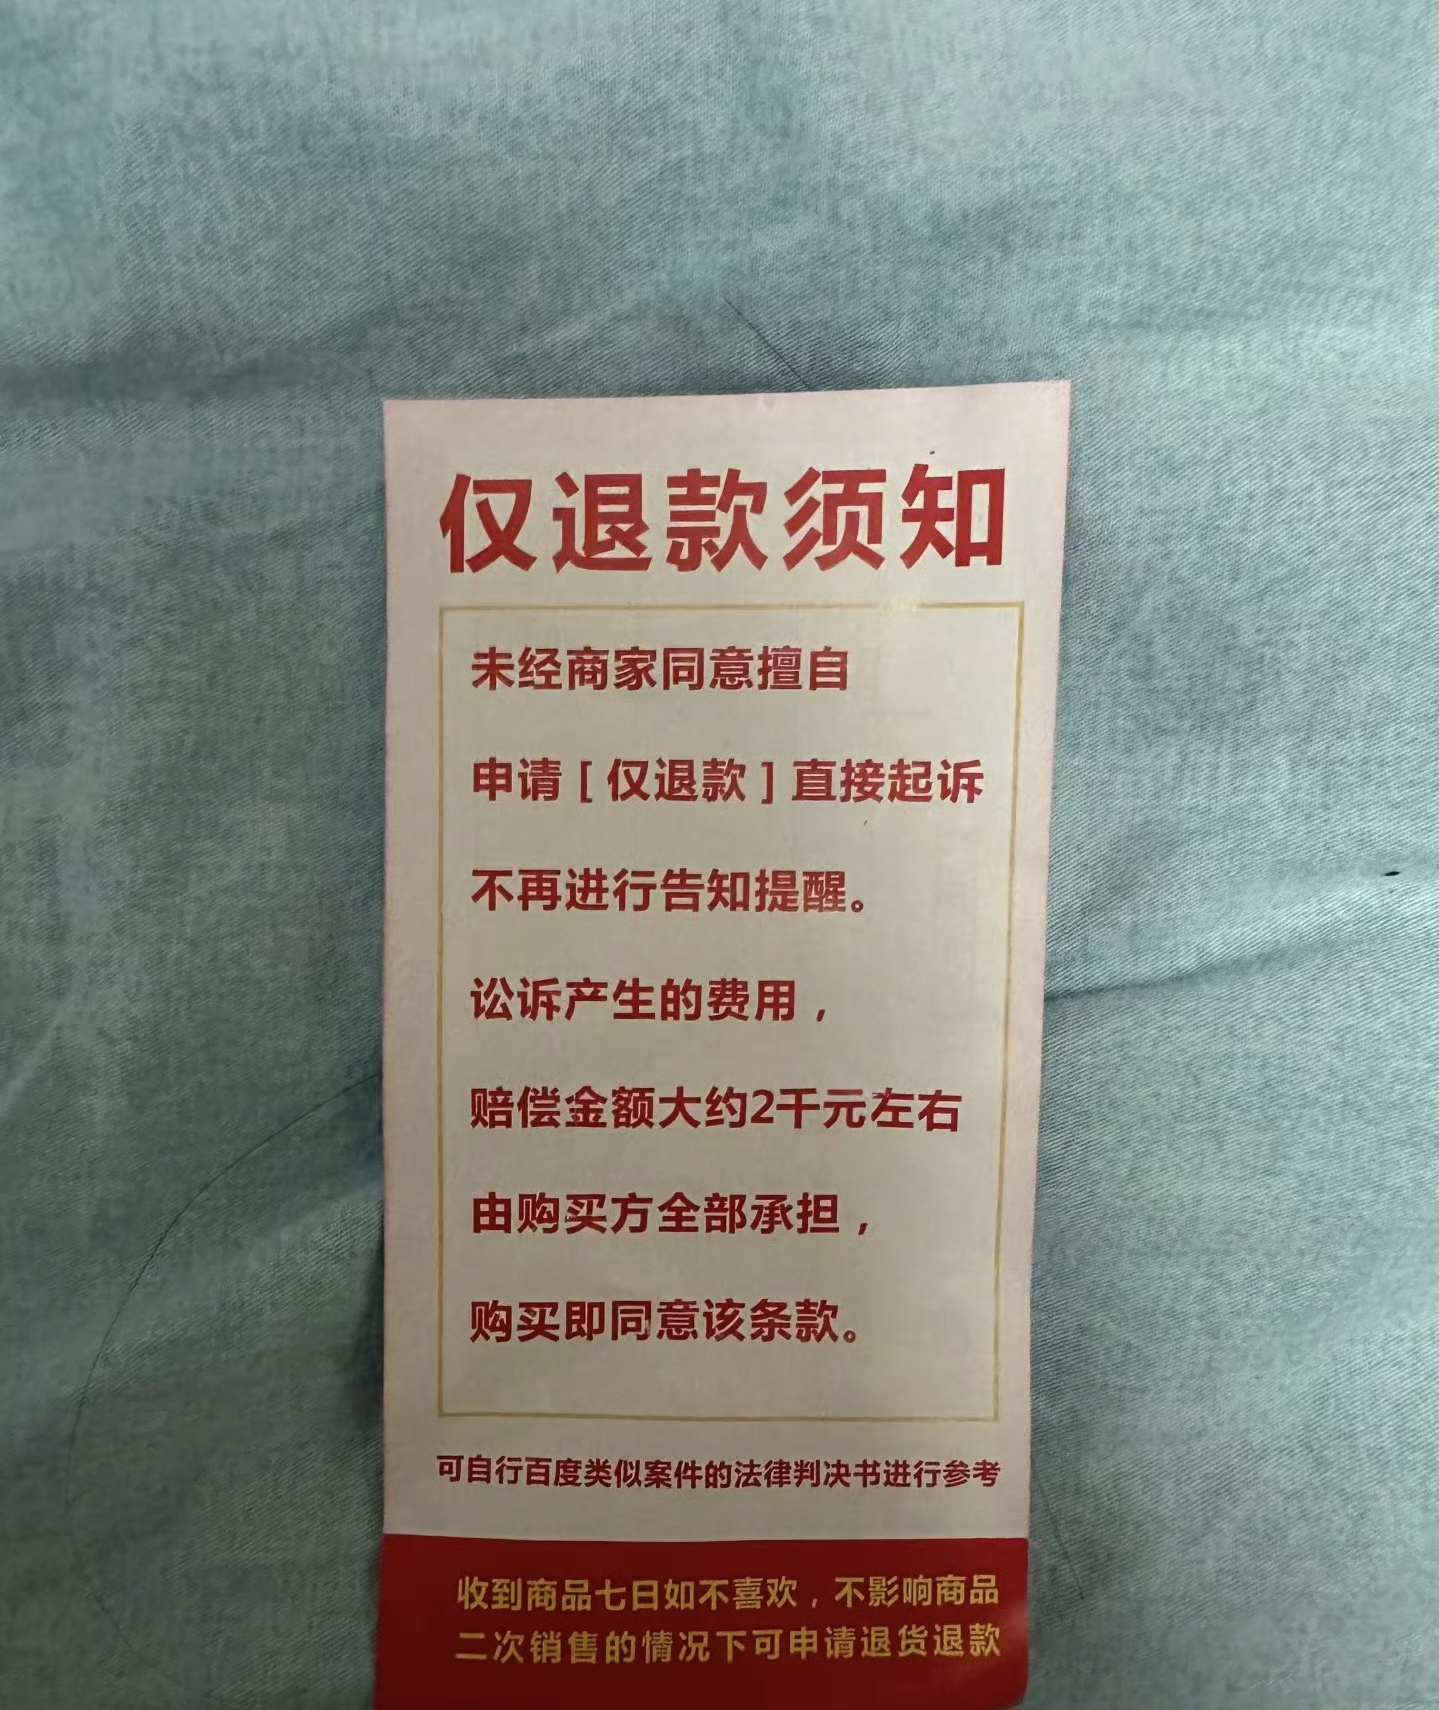 仅退款须知
未经商家同意擅自
申请［仅退款］直接起诉
不再进行告知提醒。
讼诉产生的费用，
赔偿金额大约2千元左右
由购买方全部承担，
购买即同意该条款。
可自行百度类似案件的法律判决书进行参考
收到商品七日如不喜欢，不影响商品
二次销售的情况下可申请退货退款